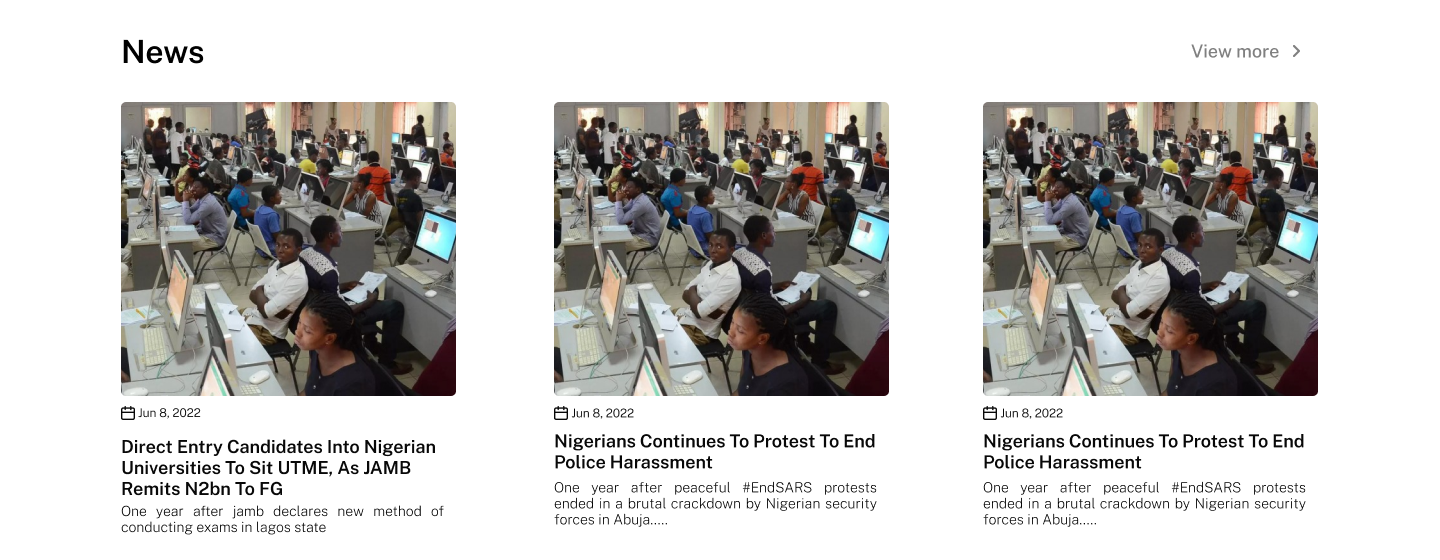 News
View more
Jun 8, 2022
Direct Entry Candidates Into Nigerian
Universities To Sit UTME, As JAMB
Remits N2bn To FG
One year after jamb declares new method of
conducting exams in lagos state
Jun 8, 2022
Nigerians Continues To Protest To End
Police Harassment
One year after peaceful #EndSARS protests
ended in a brutal crackdown by Nigerian security
forces in Abuja.....
Jun 8, 2022
Nigerians Continues To Protest To End
Police Harassment
One year after peaceful #EndSARS protests
ended in a brutal crackdown by Nigerian security
forces in Abuja.....